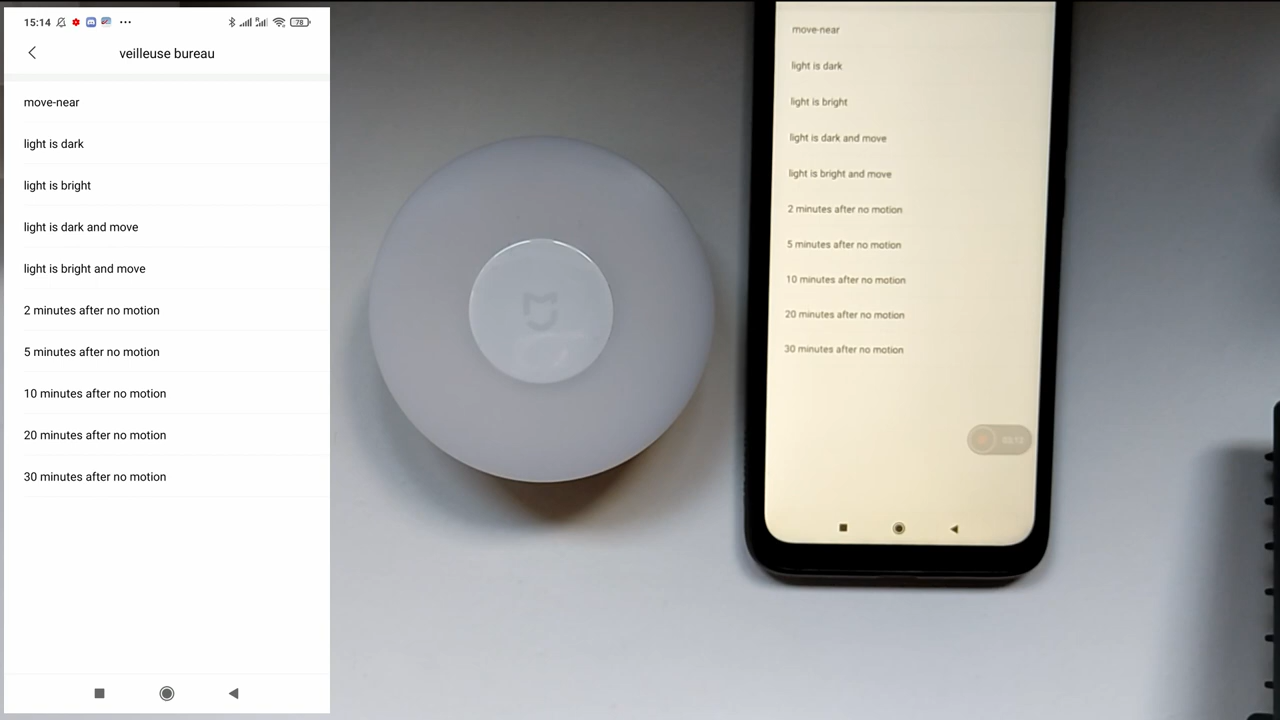 15:14
78
veilleuse bureau
move-near
light is dark
light is bright
light is dark and move
light is bright and move
2 minutes after no motion
5 minutes after no motion
10 minutes after no motion
20 minutes after no motion
30 minutes after no motion
move-near
light is dark
light is bright
light is dark and move
light is bright and move
2 minutes after no motion
5 minutes after no motion
10 minutes after no motion
20 minutes after no motion
30 minutes after no motion